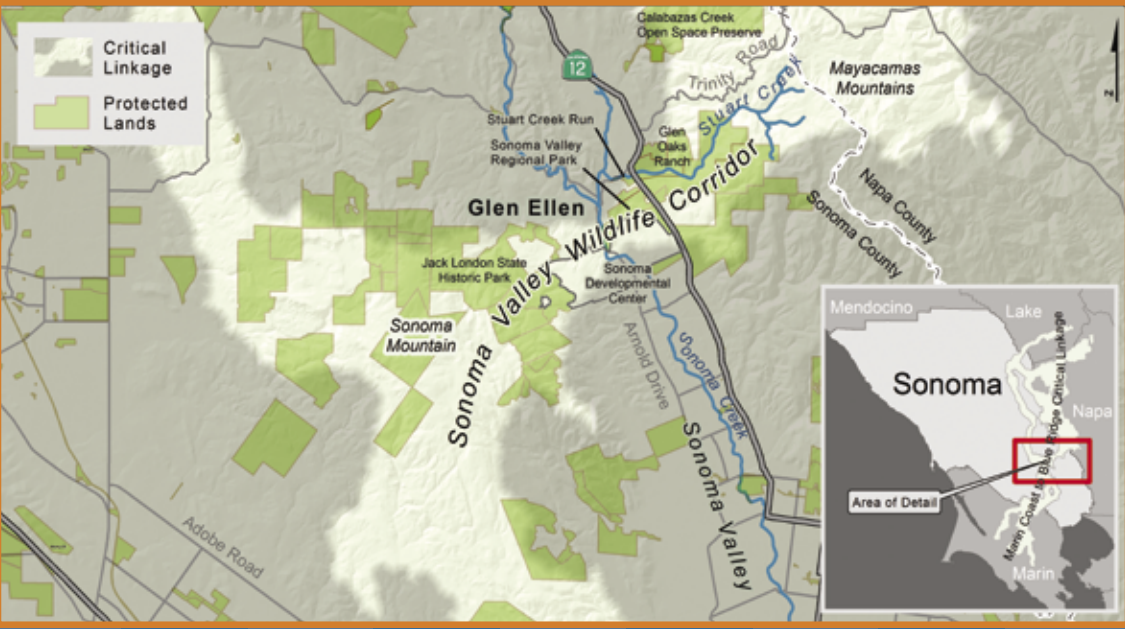 Critical
Linkage
Protected
Lands
Calabazas Creek
Open Space Preserve
12
Trinity Road
Mayacamas
Mountains
Stuart Creek
Stuart Creek Run
Sonoma Valley
Regional Park
Glen
Oaks
Ranch
N
Glen Ellen
Sonoma Valley Wildlife Corridor
Napa County
Sonoma County
Jack London State
Historic Park
Sonoma
Developmental
Center
Sonoma
Mountain
Arnold Drive
Sonoma Creek
Sonoma Valley
Adobe Road
Mendocino
Lake
Sonoma
Napa
Marin Coast to Blue Ridge Critical Linkage
Area of Detail
Marin